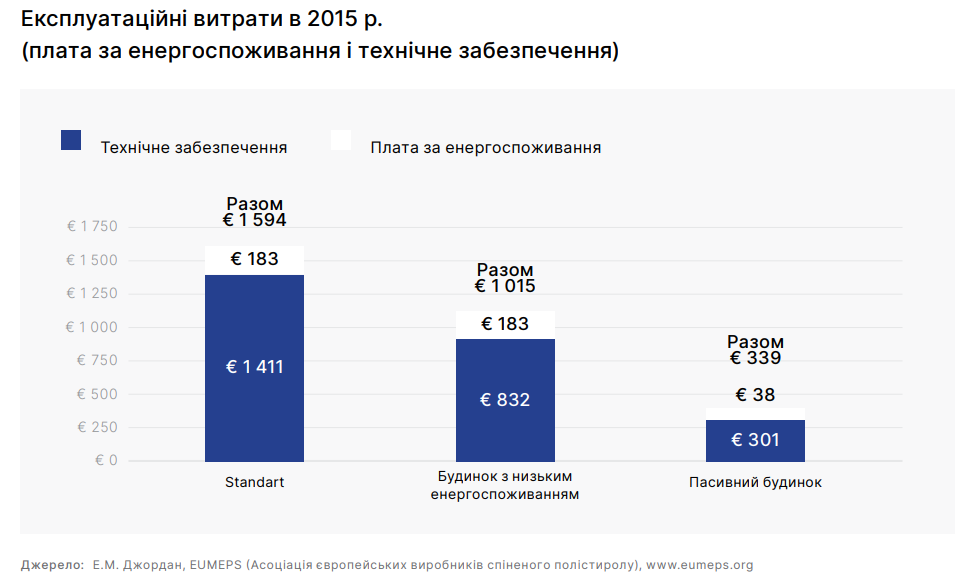 Експлуатаційні витрати в 2015 р.
(плата за енергоспоживання і технічне забезпечення)
Технічне забезпечення
Плата за енергоспоживання
€ 1 750
€ 1 500
€ 1 250
€ 1 000
€ 750
€ 500
€ 250
€ 0
Разом
€ 1 594
€ 183
€ 1 411
Standart
Разом
€ 1 015
€ 183
€ 832
Будинок з низьким
енергоспоживанням
Разом
€ 339
€ 38
€ 301
Пасивний будинок
Джерело: Е.М. Джордан, EUMEPS (Асоціація європейських виробників спіненого полістиролу), www.eumeps.org